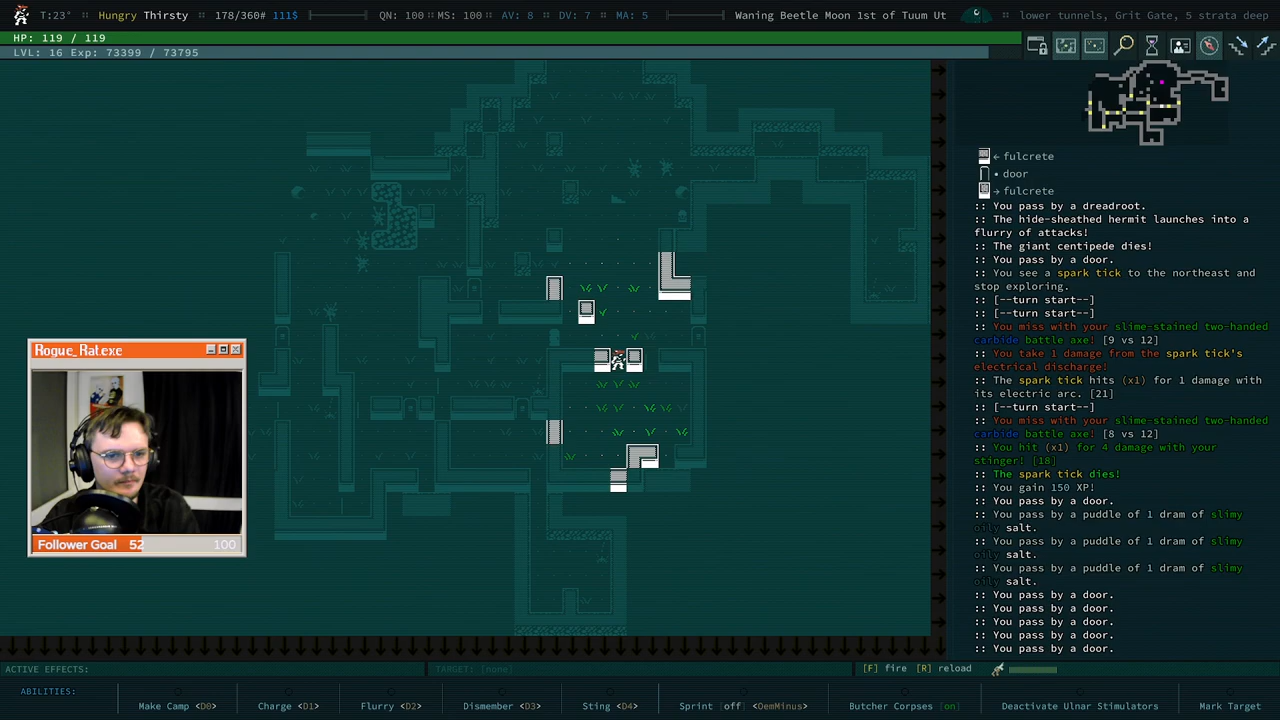 T:23° :: Hungry Thirsty :: 178/360# 111$ QN: 100 :: MS: 100 :: AV: 8 :: DV: 7 :: MA: 5 Waning Beetle Moon 1st of Tuum Ut :: lower tunnels, Grit Gate, 5 strata deep
HP: 119 / 119
LVL: 16 Exp: 73399 / 73795
← fulcrete
• door
→ fulcrete
:: You pass by a dreadroot.
:: The hide-sheathed hermit launches into a
flurry of attacks!
:: The giant centipede dies!
:: You pass by a door.
:: You see a spark tick to the northeast and
stop exploring.
:: [--turn start--]
:: [--turn start--]
:: You miss with your slime-stained two-handed
carbide battle axe! [9 vs 12]
:: You take 1 damage from the spark tick's
electrical discharge!
:: The spark tick hits (x1) for 1 damage with
its electric arc. [21]
:: [--turn start--]
:: You miss with your slime-stained two-handed
carbide battle axe! [8 vs 12]
:: You hit (x1) for 4 damage with your
stinger! [18]
:: The spark tick dies!
:: You gain 150 XP!
:: You pass by a door.
:: You pass by a puddle of 1 dram of slimy
oily salt.
:: You pass by a puddle of 1 dram of slimy
oily salt.
:: You pass by a puddle of 1 dram of slimy
oily salt.
:: You pass by a door.
:: You pass by a door.
:: You pass by a door.
:: You pass by a door.
:: You pass by a door.
Rogue_Rat.exe
Follower Goal 52 100
ACTIVE EFFECTS: TARGET: [none] [F] fire [R] reload
ABILITIES: Make Camp <D0> Charge <D1> Flurry <D2> Dismember <D3> Sting <D4> Sprint [off] <OemMinus> Butcher Corpses [on] Deactivate Ulnar Stimulators Mark Target